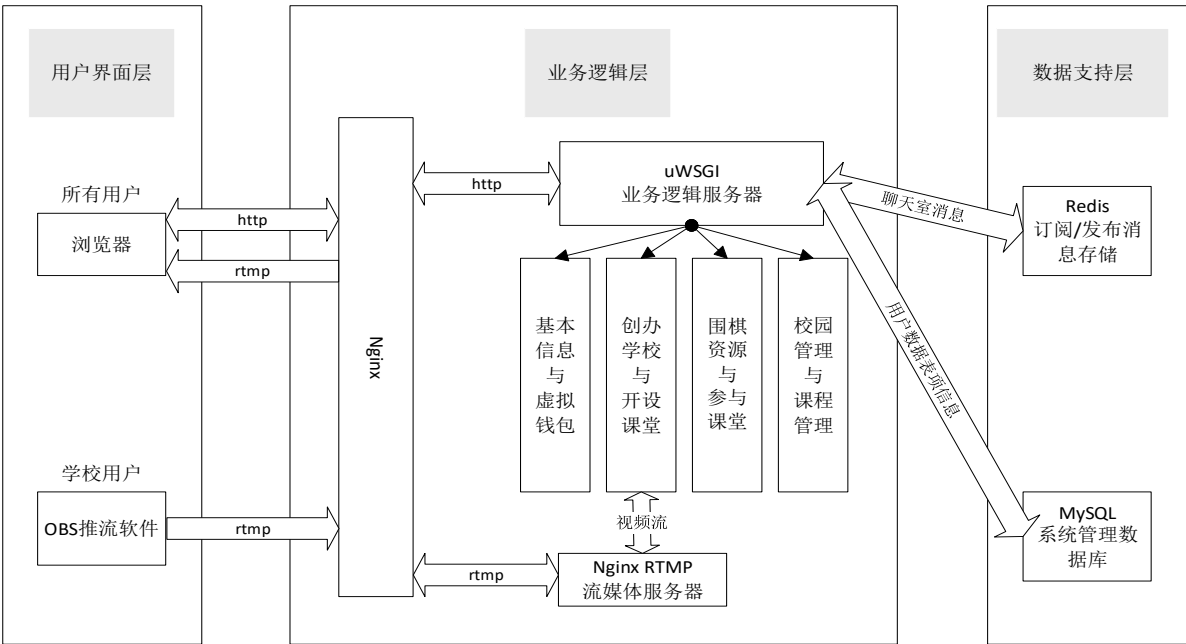 用户界面层
业务逻辑层
数据支持层
所有用户
浏览器
http
rtmp
学校用户
OBS推流软件
rtmp
Nginx
http
uWSGI
业务逻辑服务器
基本
信息
与
虚拟
钱包
创办
学校
与
开设
课堂
围棋
资源
与
参与
课堂
校园
管理
与
课程
管理
视频流
rtmp
Nginx RTMP
流媒体服务器
聊天室消息
用户数据表项信息
Redis
订阅/发布消
息存储
MySQL
系统管理数
据库